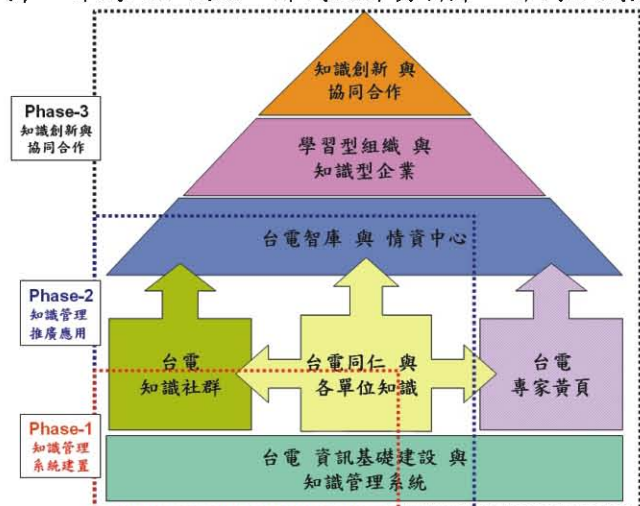 知識創新 與
協同合作
Phase-3
知識創新與
協同合作
學習型組織 與
知識型企業
台電智庫 與 情資中心
Phase-2
知識管理
推廣應用
台電
知識社群
台電同仁 與
各單位知識
台電
專家黃頁
Phase-1
知識管理
系統建置
台電 資訊基礎建設 與
知識管理系統